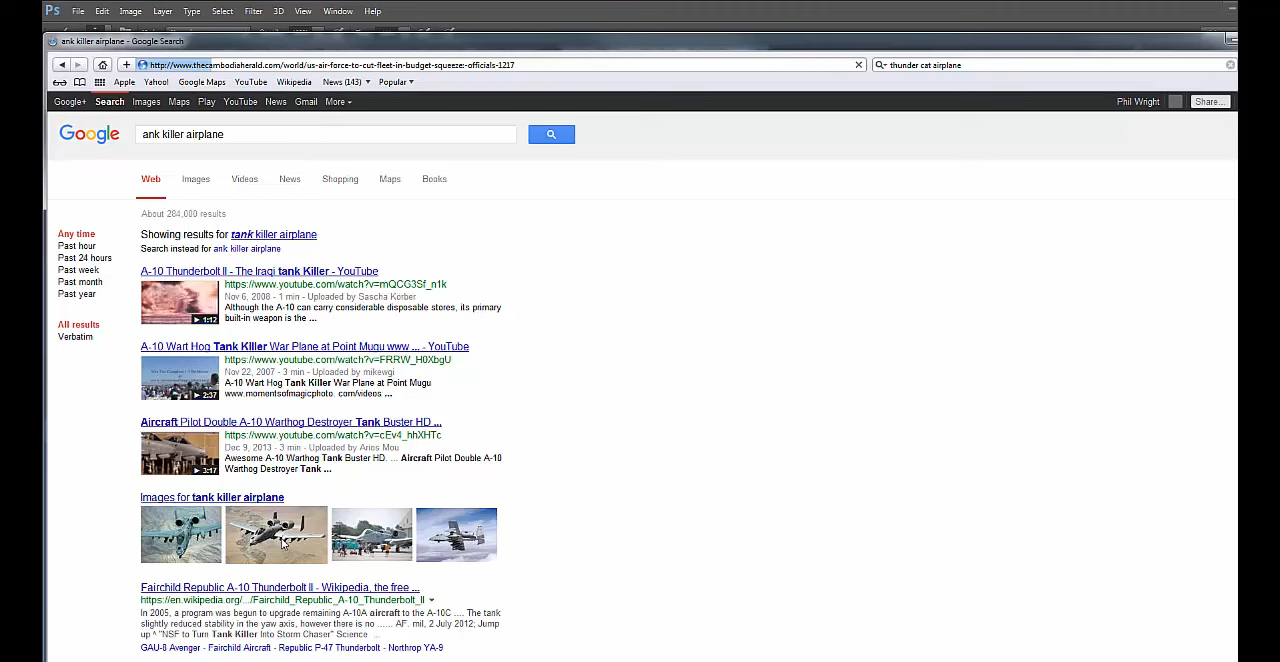 Ps File Edit Image Layer Type Select Filter 3D View Window Help
ank killer airplane - Google Search
http://www.thecambodiaherald.com/world/us-air-force-to-cut-fleet-in-budget-squeeze:-officials-1217
thunder cat airplane
Apple Yahoo! Google Maps YouTube Wikipedia News (143) Popular
Google+ Search Images Maps Play YouTube News Gmail More
Phil Wright Share...
Google ank killer airplane
Web Images Videos News Shopping Maps Books
About 284,000 results
Any time
Past hour
Past 24 hours
Past week
Past month
Past year
All results
Verbatim
Showing results for tank killer airplane
Search instead for ank killer airplane
A-10 Thunderbolt II - The Iraqi tank Killer - YouTube
https://www.youtube.com/watch?v=mQCG3Sf_n1k
Nov 6, 2008 - 1 min - Uploaded by Sascha Körber
Although the A-10 can carry considerable disposable stores, its primary
built-in weapon is the ...
1:12
A-10 Wart Hog Tank Killer War Plane at Point Mugu www ... - YouTube
https://www.youtube.com/watch?v=FRRW_H0XbgU
Nov 22, 2007 - 3 min - Uploaded by mikewgi
A-10 Wart Hog Tank Killer War Plane at Point Mugu
www.momentsofmagicphoto. com/videos ...
2:37
Aircraft Pilot Double A-10 Warthog Destroyer Tank Buster HD ...
https://www.youtube.com/watch?v=cEv4_hhXHTc
Dec 9, 2013 - 3 min - Uploaded by Aries Mou
Awesome A-10 Warthog Tank Buster HD. ... Aircraft Pilot Double A-10
Warthog Destroyer Tank ...
3:17
Images for tank killer airplane
Fairchild Republic A-10 Thunderbolt II - Wikipedia, the free ...
https://en.wikipedia.org/.../Fairchild_Republic_A-10_Thunderbolt_II
In 2005, a program was begun to upgrade remaining A-10A aircraft to the A-10C .... The tank
slightly reduced stability in the yaw axis, however there is no ...... AF. mil, 2 July 2012; Jump
up ^ "NSF to Turn Tank Killer Into Storm Chaser" Science ...
GAU-8 Avenger - Fairchild Aircraft - Republic P-47 Thunderbolt - Northrop YA-9